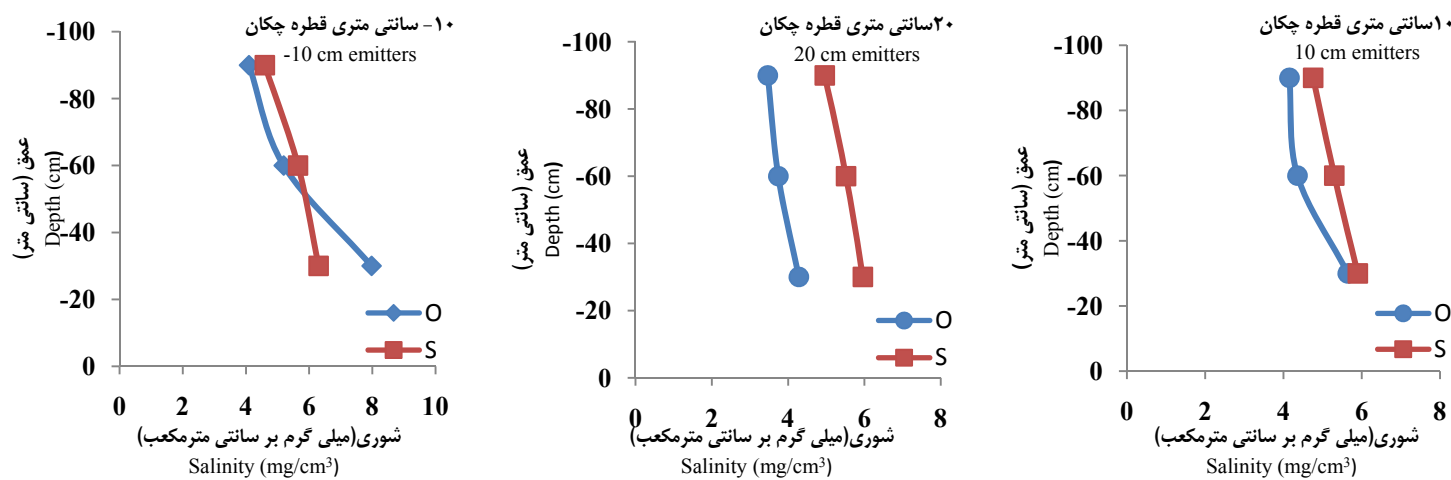 ۱۰- سانتی متری قطره چکان
-10 cm emitters
-100
-80
-60
-40
-20
0
عمق (سانتی متر)
Depth (cm)
O
S
0 2 4 6 8 10
شوری(میلی گرم بر سانتی مترمکعب)
Salinity (mg/cm³)
۲۰سانتی متری قطره چکان
20 cm emitters
-100
-80
-60
-40
-20
0
عمق (سانتی متر)
Depth (cm)
O
S
0 2 4 6 8
شوری(میلی گرم بر سانتی مترمکعب)
Salinity (mg/cm³)
۱۰سانتی متری قطره چکان
10 cm emitters
-100
-80
-60
-40
-20
0
عمق (سانتی متر)
Depth (cm)
O
S
0 2 4 6 8
شوری(میلی گرم بر سانتی مترمکعب)
Salinity (mg/cm³)